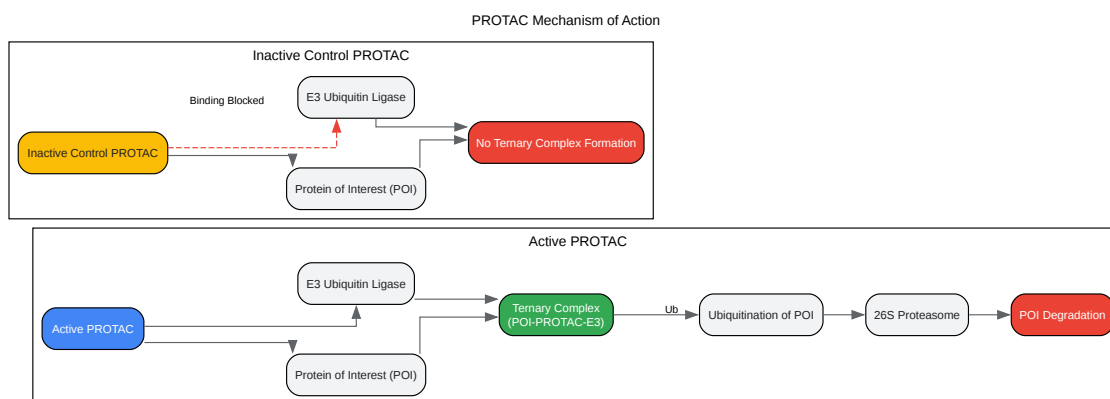 PROTAC Mechanism of Action
Inactive Control PROTAC
Binding Blocked
E3 Ubiquitin Ligase
Inactive Control PROTAC
No Ternary Complex Formation
Protein of Interest (POI)
Active PROTAC
E3 Ubiquitin Ligase
Active PROTAC
Ternary Complex
(POI-PROTAC-E3)
Ub
Ubiquitination of POI
26S Proteasome
POI Degradation
Protein of Interest (POI)